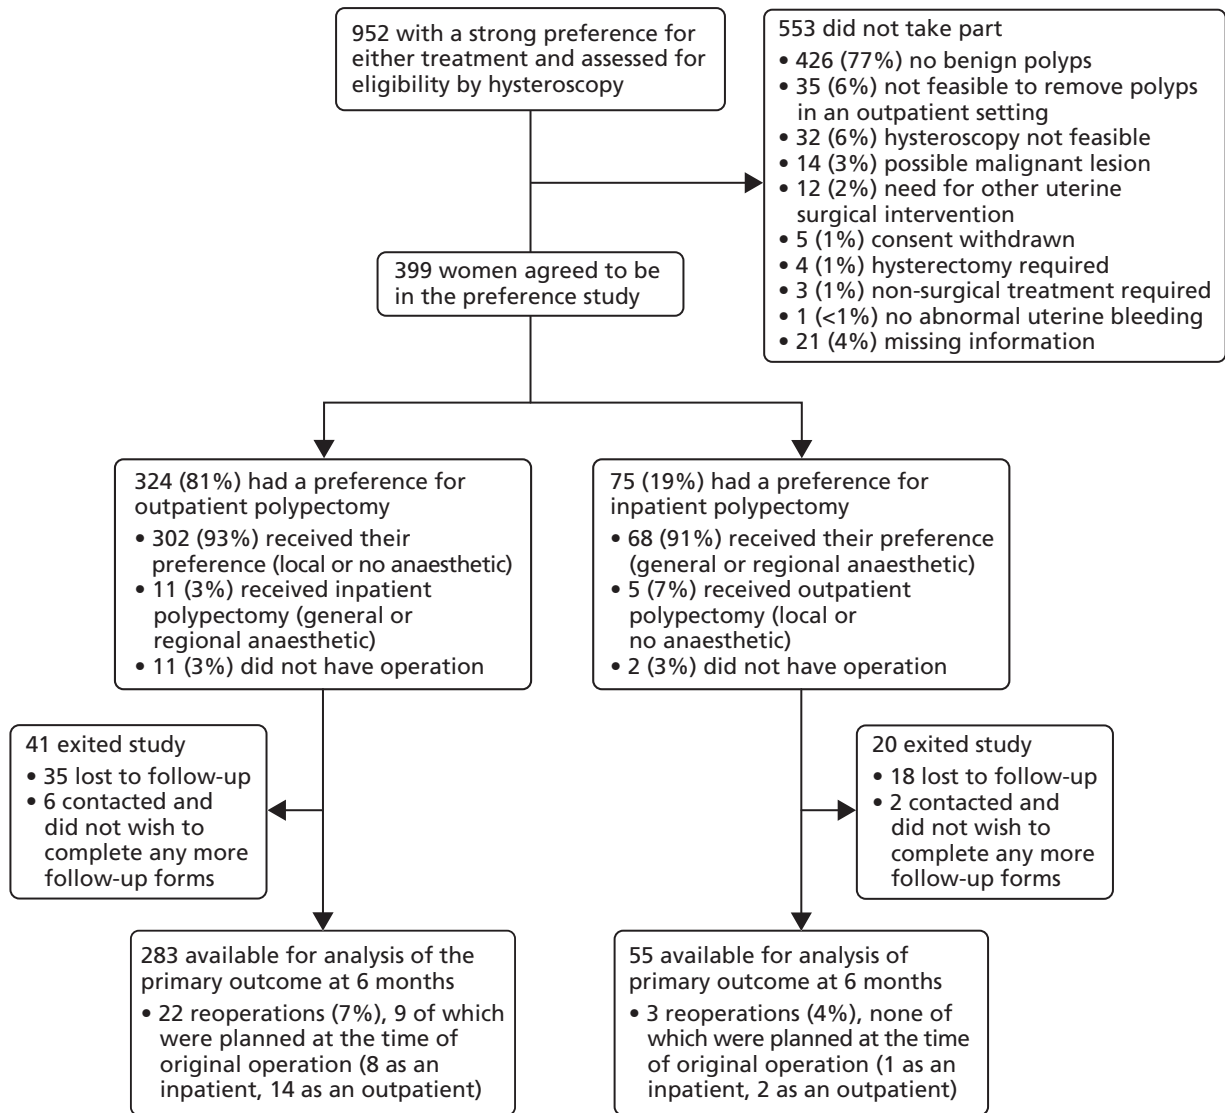 952 with a strong preference for
either treatment and assessed for
eligibility by hysteroscopy
553 did not take part
• 426 (77%) no benign polyps
• 35 (6%) not feasible to remove polyps
in an outpatient setting
• 32 (6%) hysteroscopy not feasible
• 14 (3%) possible malignant lesion
• 12 (2%) need for other uterine
surgical intervention
• 5 (1%) consent withdrawn
• 4 (1%) hysterectomy required
• 3 (1%) non-surgical treatment required
• 1 (<1%) no abnormal uterine bleeding
• 21 (4%) missing information
399 women agreed to be
in the preference study
324 (81%) had a preference for
outpatient polypectomy
• 302 (93%) received their
preference (local or no anaesthetic)
• 11 (3%) received inpatient
polypectomy (general or
regional anaesthetic)
• 11 (3%) did not have operation
75 (19%) had a preference for
inpatient polypectomy
• 68 (91%) received their preference
(general or regional anaesthetic)
• 5 (7%) received outpatient
polypectomy (local or
no anaesthetic)
• 2 (3%) did not have operation
41 exited study
• 35 lost to follow-up
• 6 contacted and
did not wish to
complete any more
follow-up forms
20 exited study
• 18 lost to follow-up
• 2 contacted and
did not wish to
complete any more
follow-up forms
283 available for analysis of the
primary outcome at 6 months
• 22 reoperations (7%), 9 of which
were planned at the time of
original operation (8 as an
inpatient, 14 as an outpatient)
55 available for analysis of
primary outcome at 6 months
• 3 reoperations (4%), none of
which were planned at the time
of original operation (1 as an
inpatient, 2 as an outpatient)